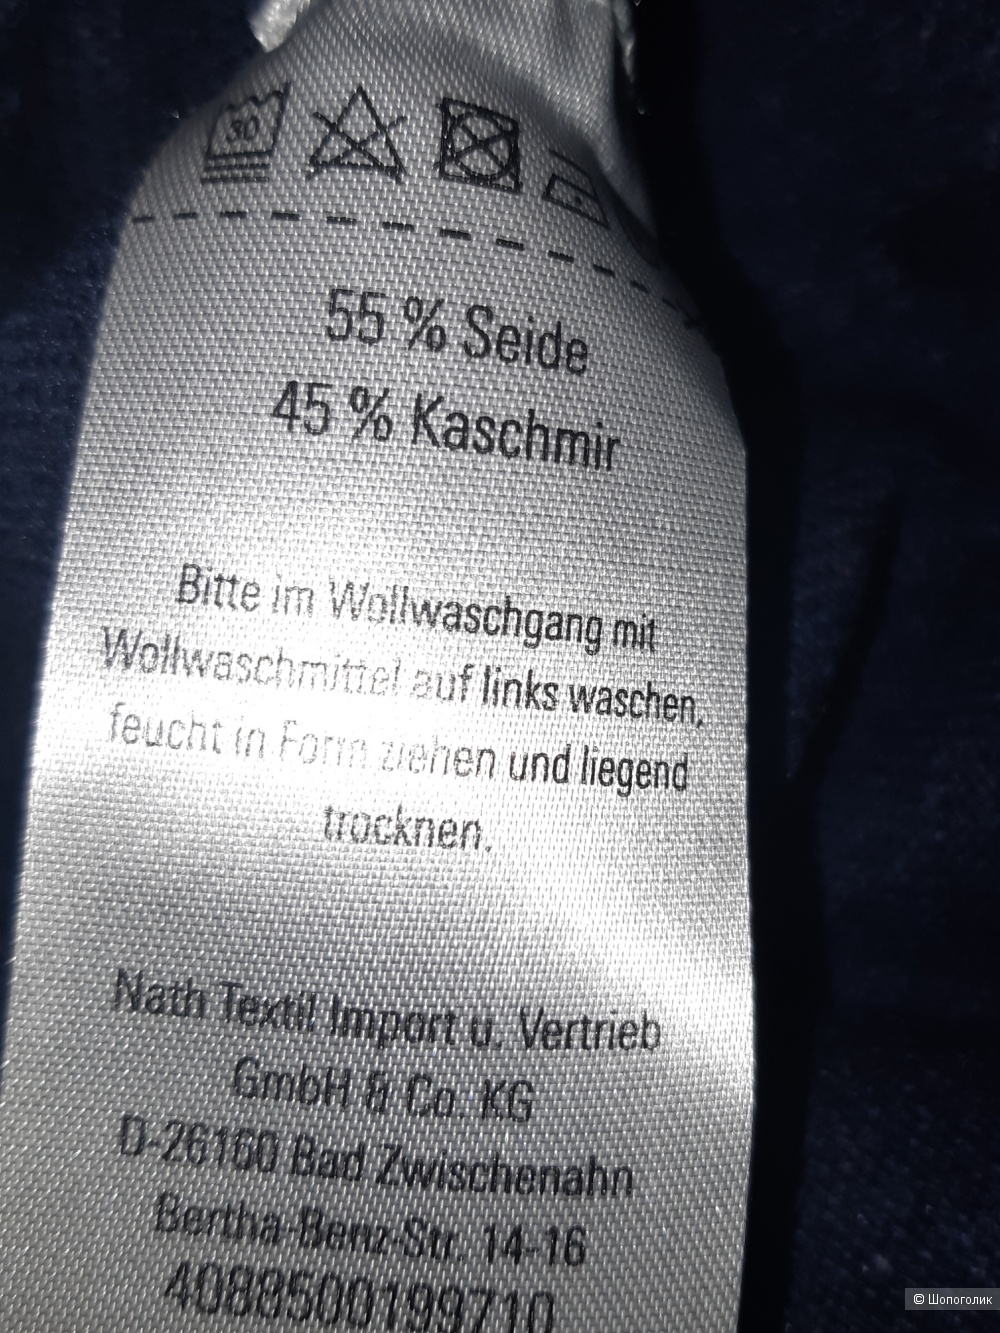 30
55 % Seide
45 % Kaschmir
Bitte im Wollwaschgang mit
Wollwaschmittel auf links waschen,
feucht in Form ziehen und liegend
trocknen.
Nath Textil Import u. Vertrieb
GmbH & Co. KG
D-26160 Bad Zwischenahn
Bertha-Benz-Str. 14-16
4088500199710
© Шопоголик